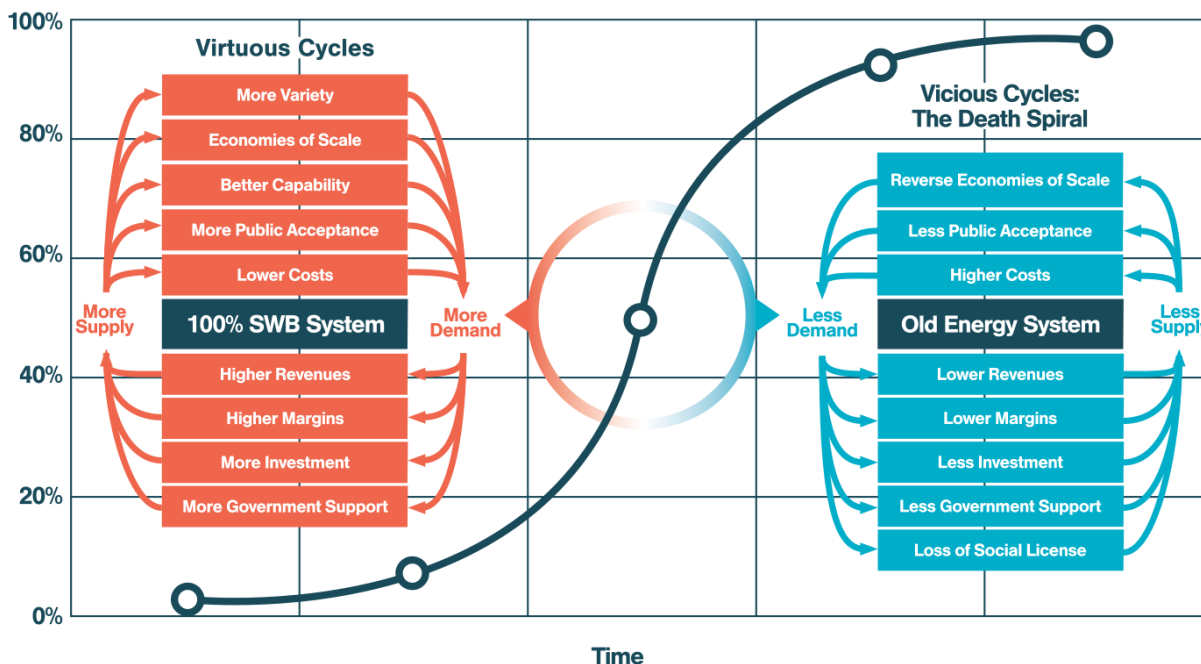 100%
80%
60%
40%
20%
0%
Virtuous Cycles
More Variety
Economies of Scale
Better Capability
More Public Acceptance
Lower Costs
More
Supply
100% SWB System
More
Demand
Higher Revenues
Higher Margins
More Investment
More Government Support
Vicious Cycles:
The Death Spiral
Reverse Economies of Scale
Less Public Acceptance
Higher Costs
Less
Demand
Old Energy System
Less
Supply
Lower Revenues
Lower Margins
Less Investment
Less Government Support
Loss of Social License
Time